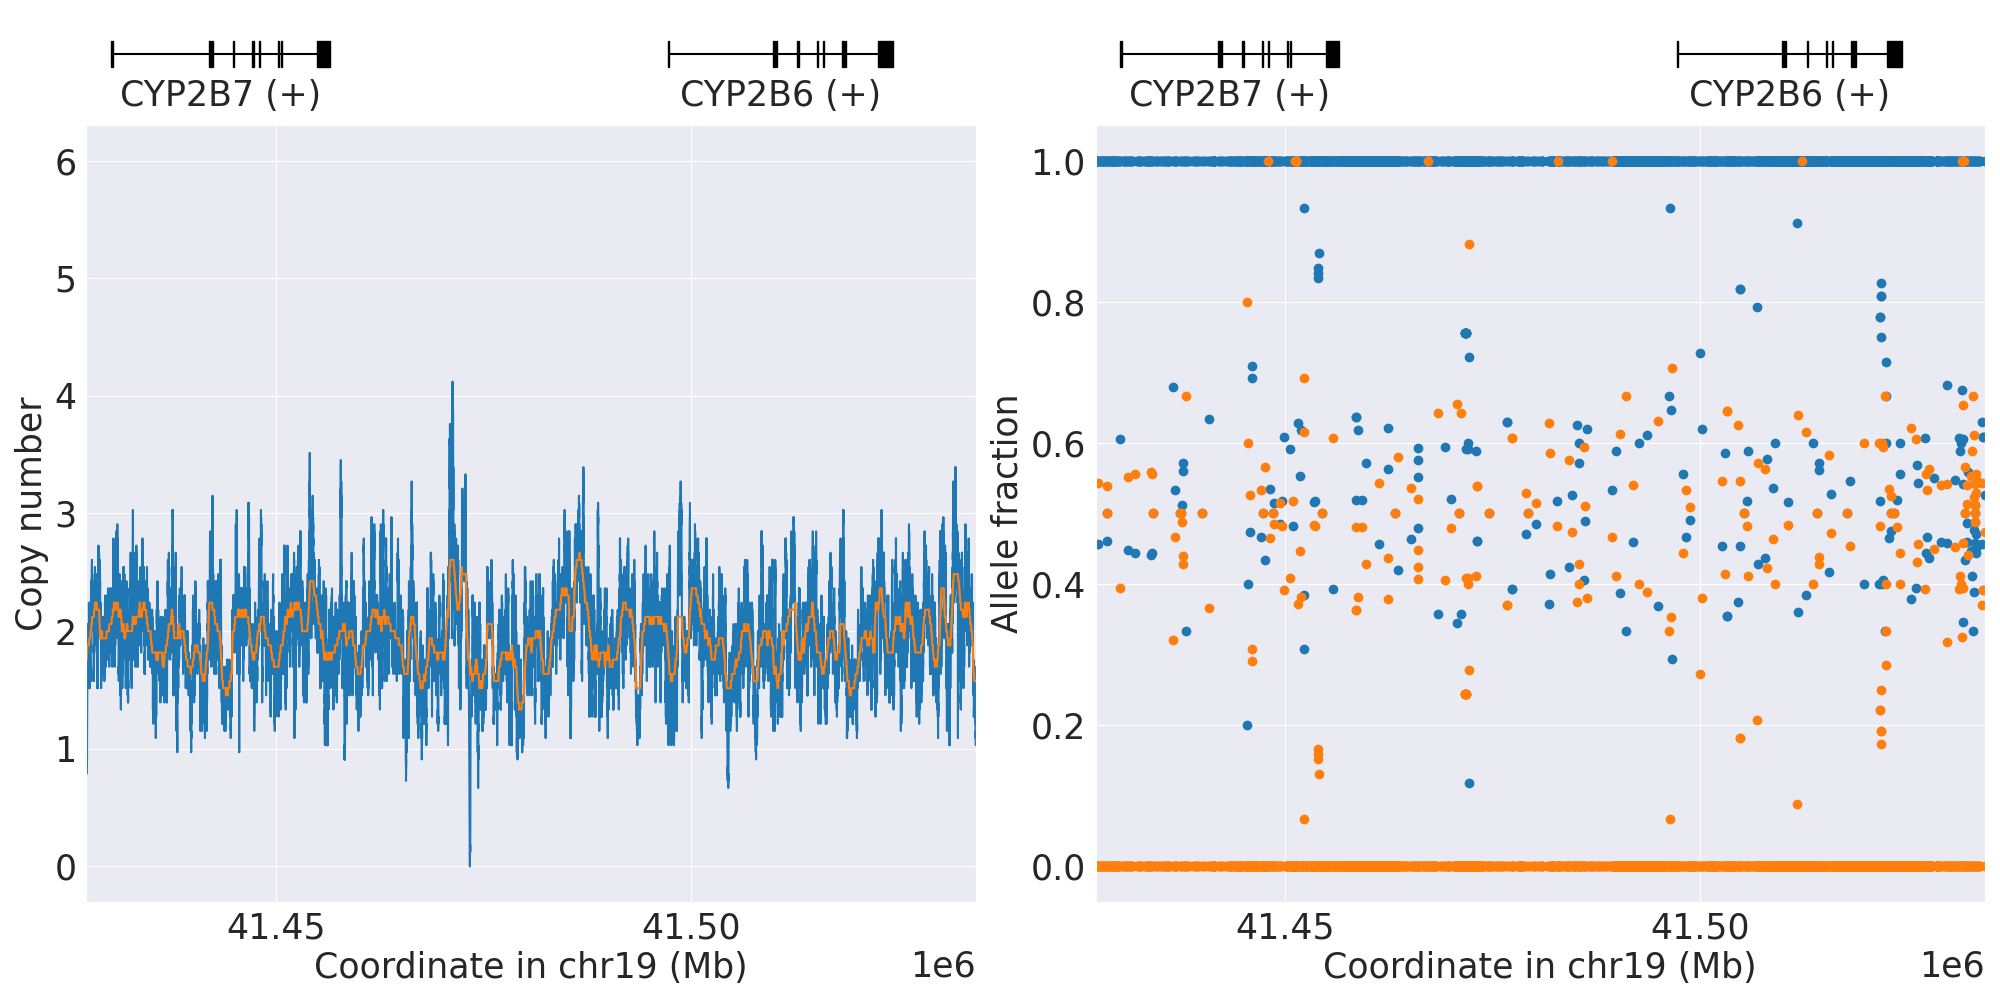 CYP2B7 (+) CYP2B6 (+)
CYP2B7 (+) CYP2B6 (+)
Copy number
6
5
4
3
2
1
0
41.45 41.50
Coordinate in chr19 (Mb) 1e6
Allele fraction
1.0
0.8
0.6
0.4
0.2
0.0
41.45 41.50
Coordinate in chr19 (Mb) 1e6